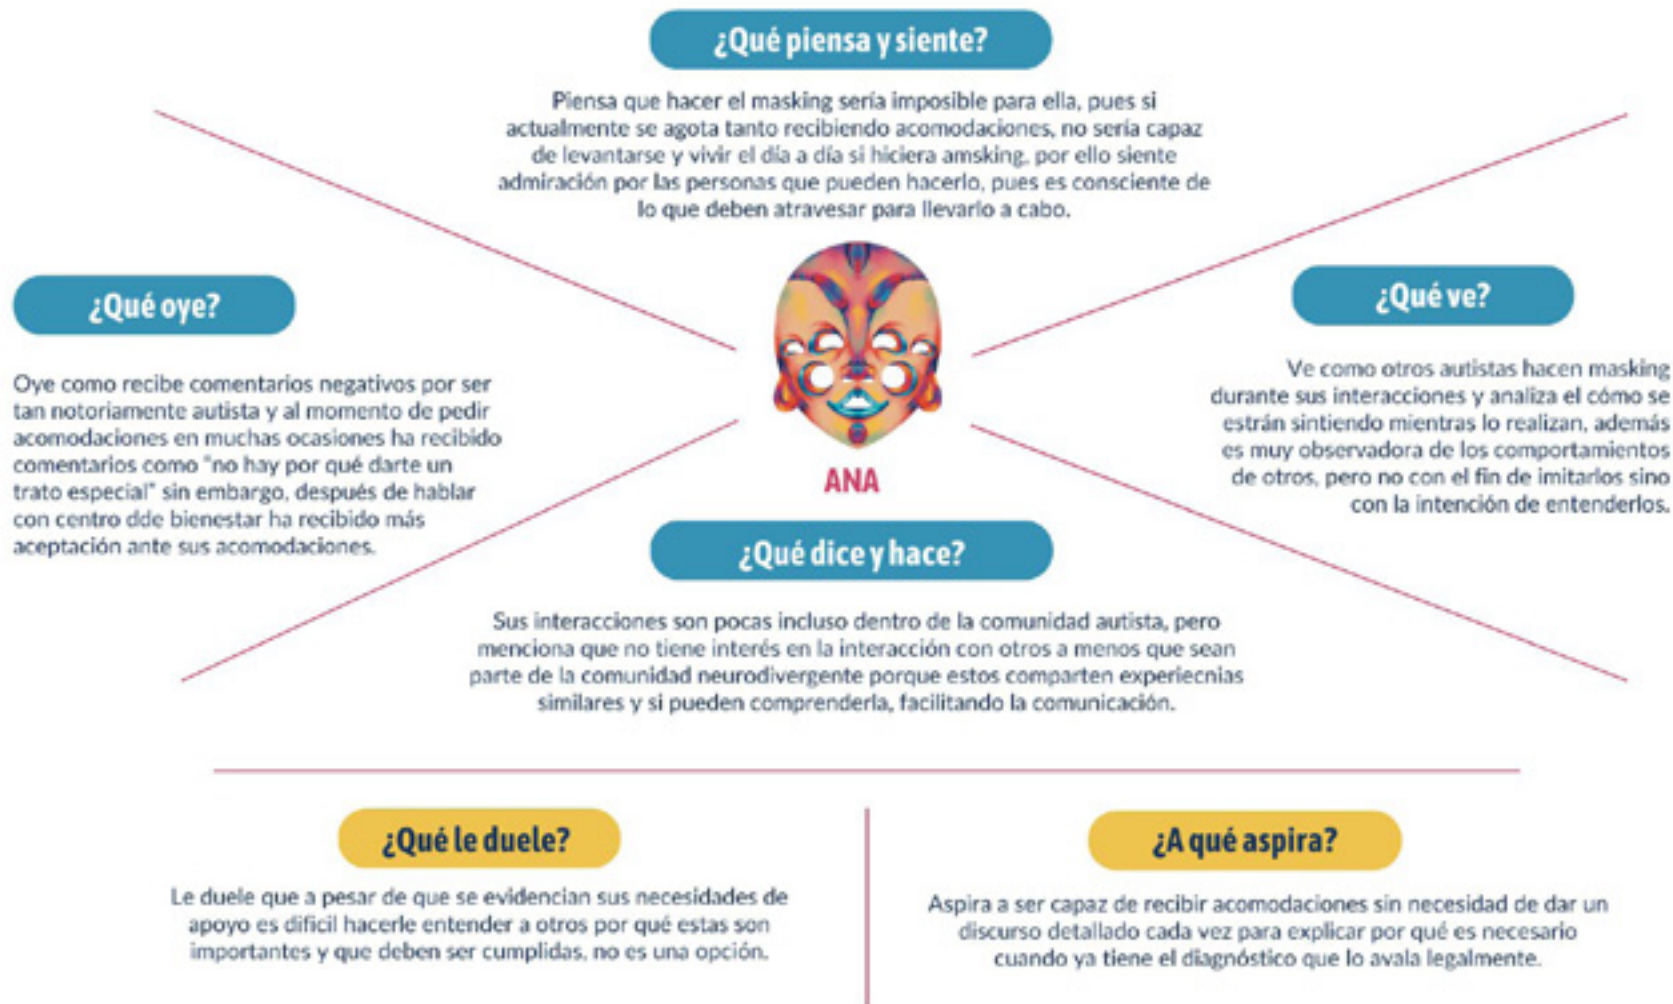 ¿Qué piensa y siente?
Piensa que hacer el masking sería imposible para ella, pues si
actualmente se agota tanto recibiendo acomodaciones, no sería capaz
de levantarse y vivir el día a día si hiciera amsking, por ello siente
admiración por las personas que pueden hacerlo, pues es consciente de
lo que deben atravesar para llevarlo a cabo.
¿Qué oye?
Oye como recibe comentarios negativos por ser
tan notoriamente autista y al momento de pedir
acomodaciones en muchas ocasiones ha recibido
comentarios como "no hay por qué darte un
trato especial" sin embargo, después de hablar
con centro dde bienestar ha recibido más
aceptación ante sus acomodaciones.
¿Qué ve?
Ve como otros autistas hacen masking
durante sus interacciones y analiza el cómo se
estrán sintiendo mientras lo realizan, además
es muy observadora de los comportamientos
de otros, pero no con el fin de imitarlos sino
con la intención de entenderlos.
ANA
¿Qué dice y hace?
Sus interacciones son pocas incluso dentro de la comunidad autista, pero
menciona que no tiene interés en la interacción con otros a menos que sean
parte de la comunidad neurodivergente porque estos comparten experiecnias
similares y si pueden comprenderla, facilitando la comunicación.
¿Qué le duele?
Le duele que a pesar de que se evidencian sus necesidades de
apoyo es dificil hacerle entender a otros por qué estas son
importantes y que deben ser cumplidas, no es una opción.
¿A qué aspira?
Aspira a ser capaz de recibir acomodaciones sin necesidad de dar un
discurso detallado cada vez para explicar por qué es necesario
cuando ya tiene el diagnóstico que lo avala legalmente.